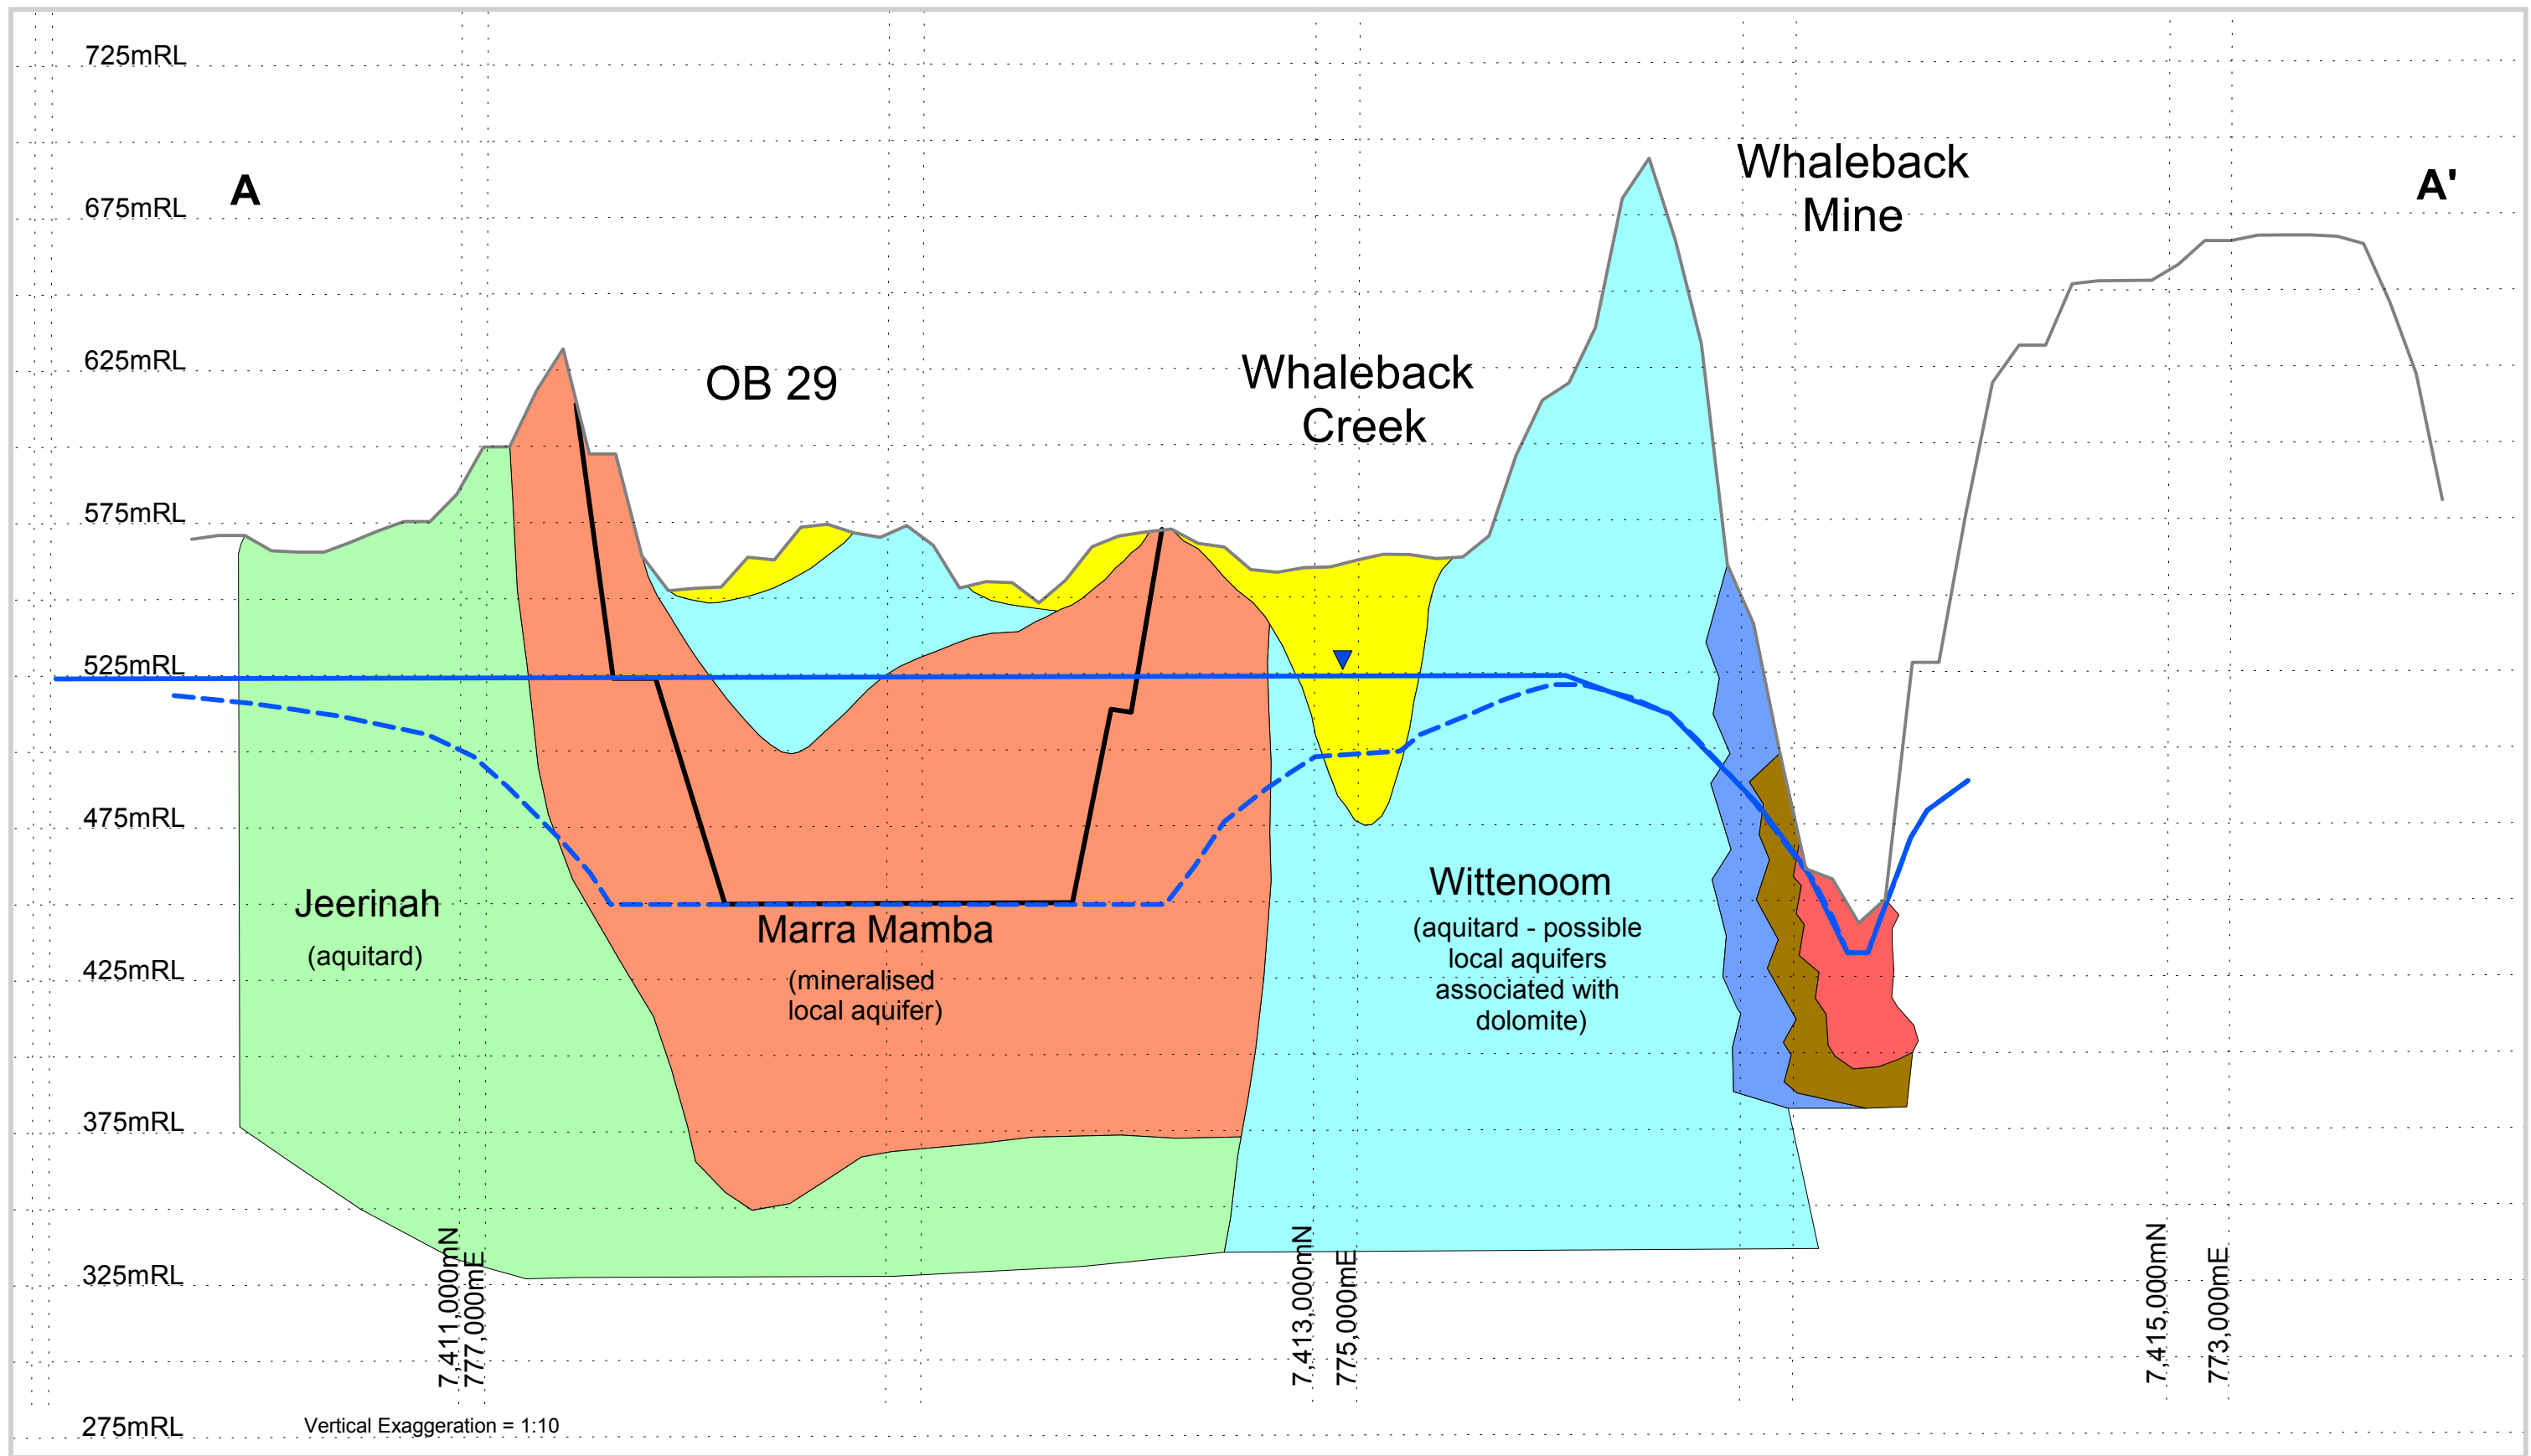 725mRL
Whaleback
Mine
A
A'
675mRL
625mRL
OB 29
Whaleback
Creek
575mRL
525mRL
475mRL
Jeerinah
(aquitard)
Marra Mamba
(mineralised
local aquifer)
Wittenoom
(aquitard - possible
local aquifers
associated with
dolomite)
425mRL
375mRL
325mRL
7,411,000mN
777,000mE
7,413,000mN
775,000mE
7,415,000mN
773,000mE
275mRL
Vertical Exaggeration = 1:10